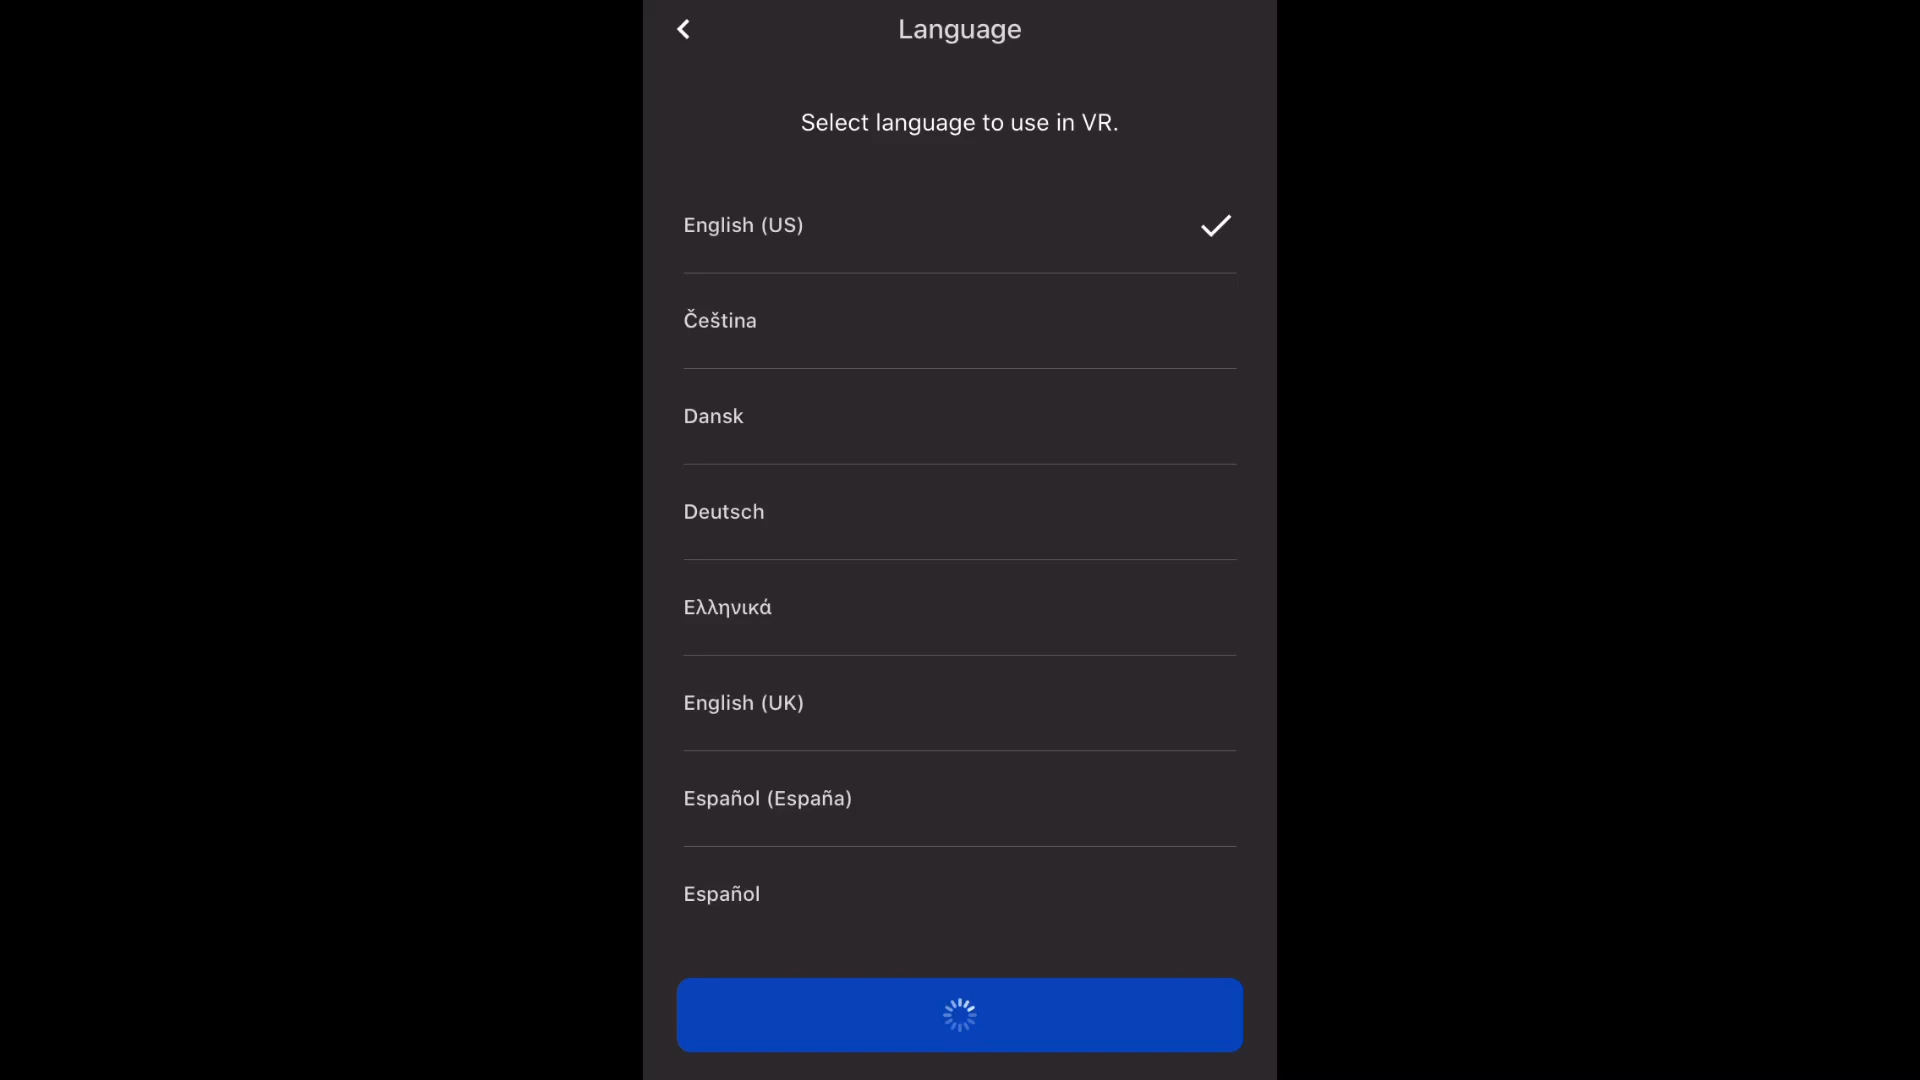 Language
Select language to use in VR.
English (US)
Čeština
Dansk
Deutsch
Ελληνικά
English (UK)
Español (España)
Español